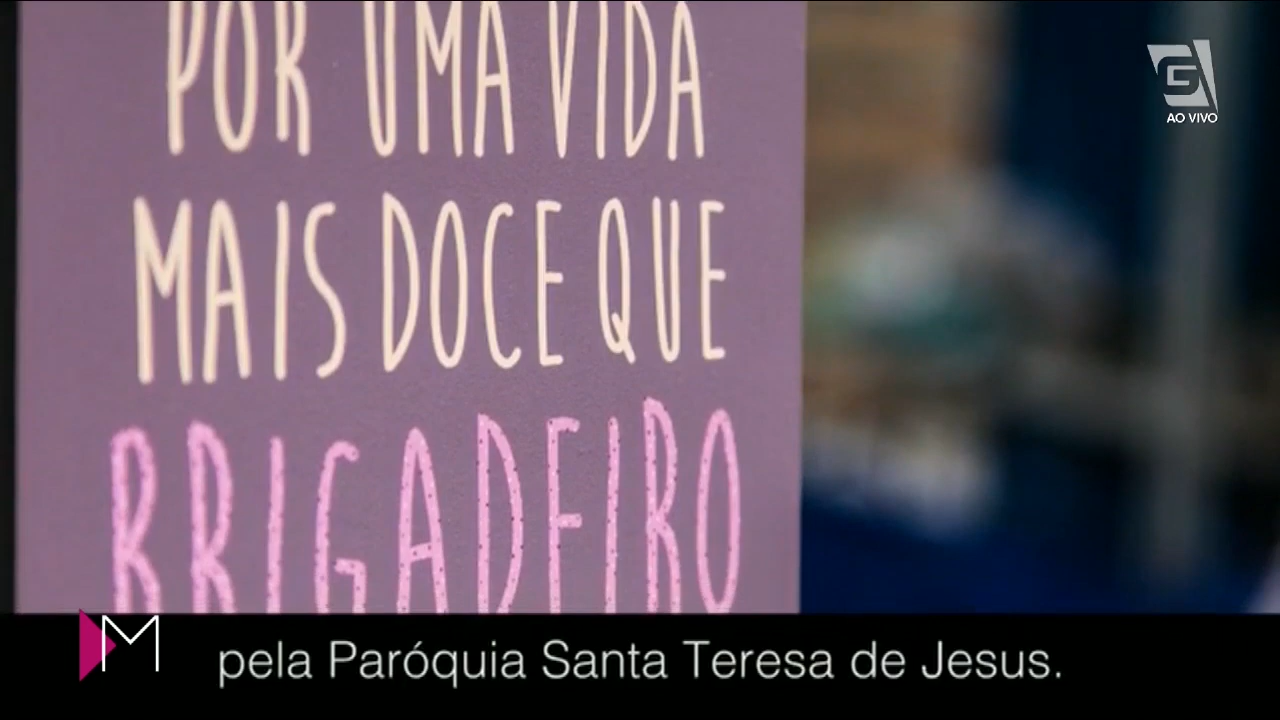 POR UMA VIDA
MAIS DOCE QUE
BRIGADEIRO
AO VIVO
M
pela Paróquia Santa Teresa de Jesus.